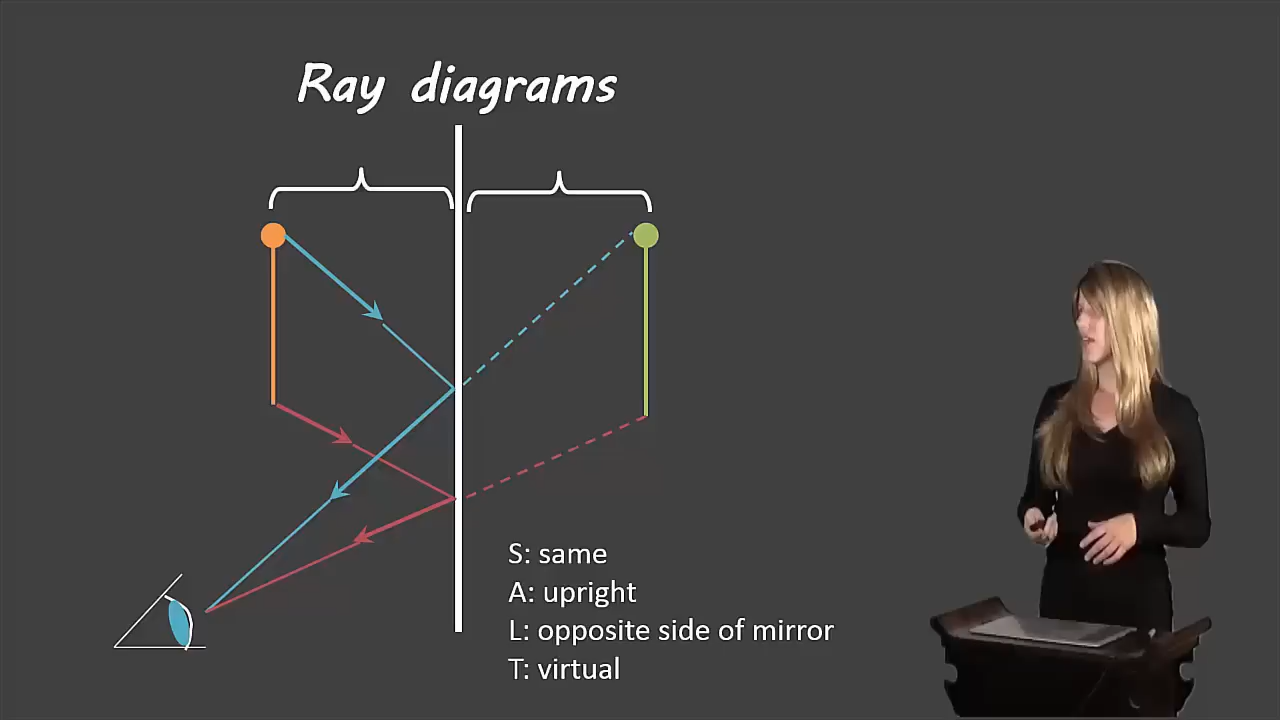 Ray diagrams
S: same
A: upright
L: opposite side of mirror
T: virtual